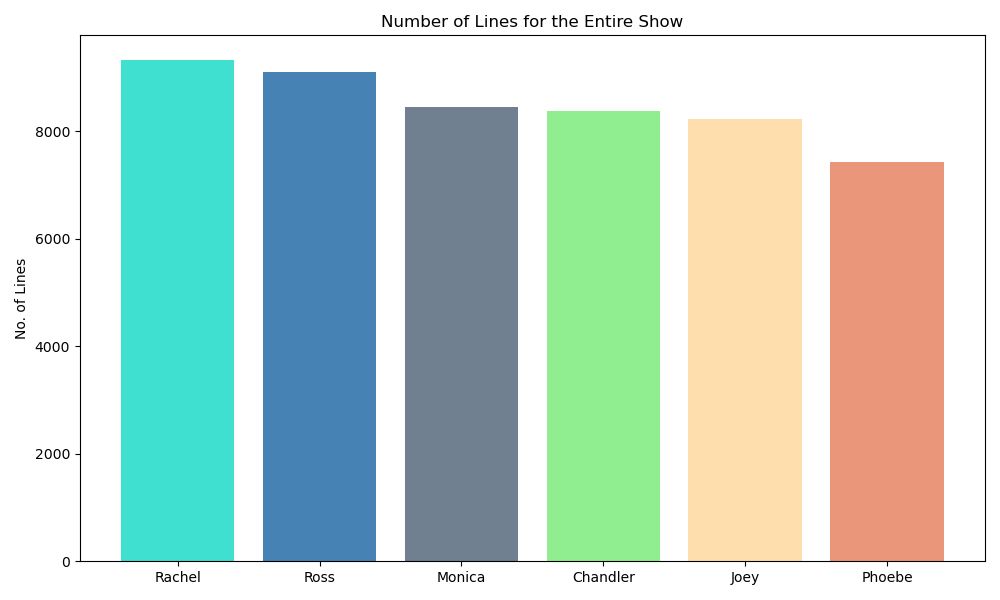 Number of Lines for the Entire Show
No. of Lines
8000
6000
4000
2000
0
Rachel Ross Monica Chandler Joey Phoebe